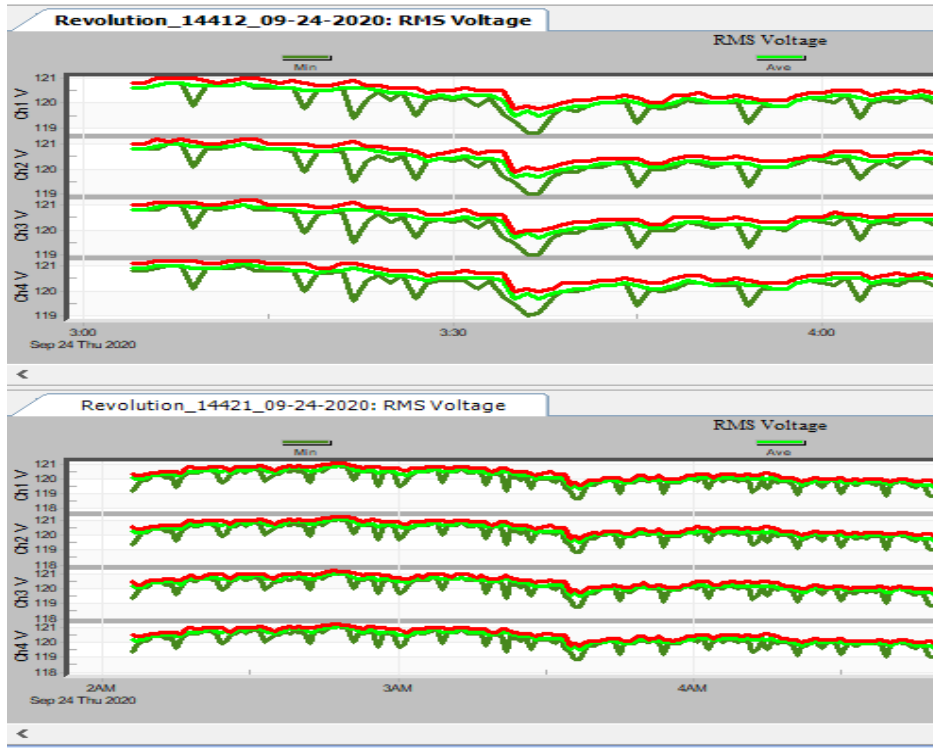 Revolution_14412_09-24-2020: RMS Voltage
RMS Voltage
Min
Ave
121
120
119
Ch1 V
121
120
119
Ch2 V
121
120
119
Ch3 V
121
120
119
Ch4 V
3:00
3:30
4:00
Sep 24 Thu 2020
<
Revolution_14421_09-24-2020: RMS Voltage
RMS Voltage
Min
Ave
121
120
119
118
Ch1 V
121
120
119
118
Ch2 V
121
120
119
118
Ch3 V
121
120
119
118
Ch4 V
2AM
3AM
4AM
Sep 24 Thu 2020
<